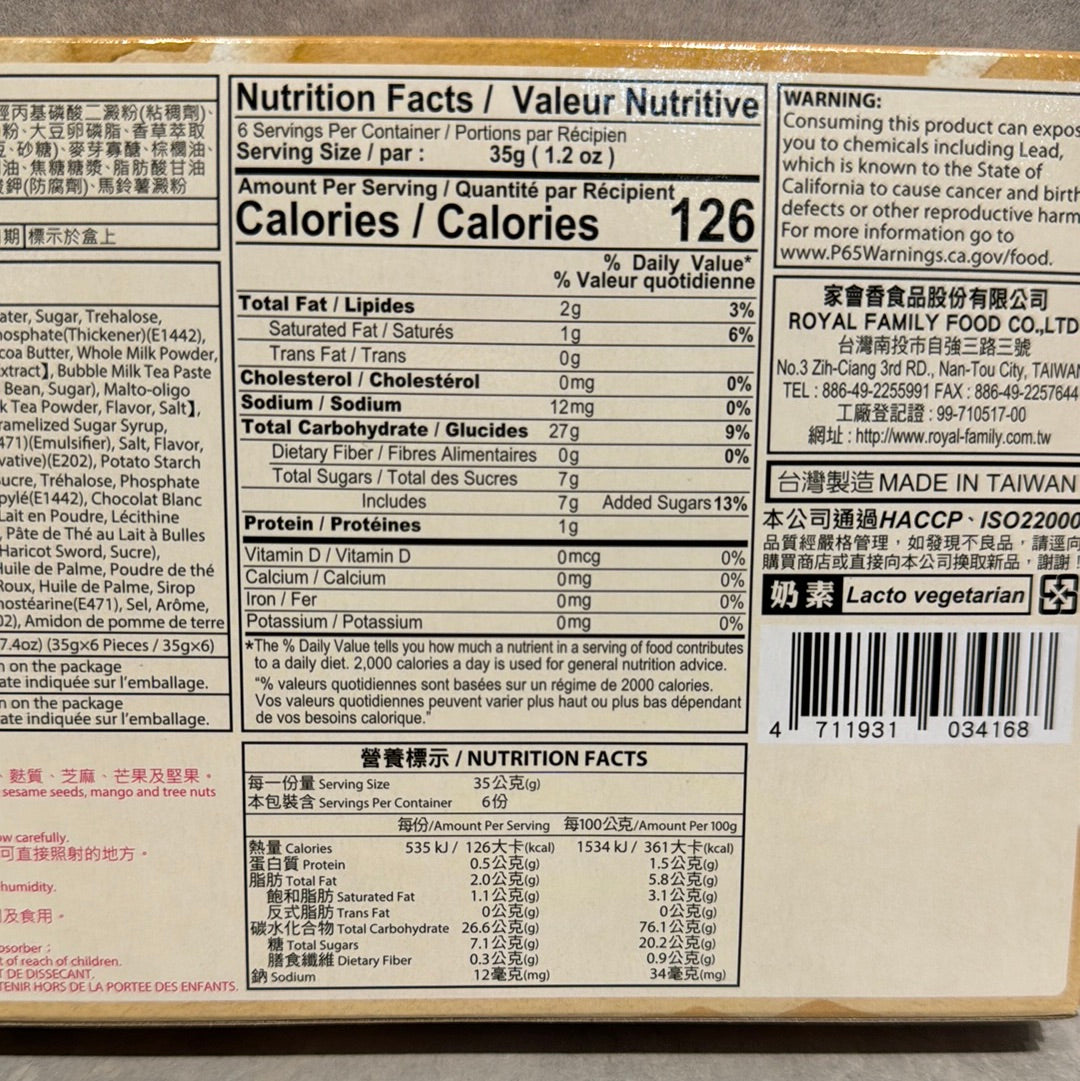 羥丙基磷酸二澱粉(粘稠劑)、
粉、大豆卵磷脂、香草萃取
豆、砂糖)、麥芽寡醣、棕櫚油、
油、焦糖糖漿、脂肪酸甘油
酸鉀(防腐劑)、馬鈴薯澱粉
期 標示於盒上
ater, Sugar, Trehalose,
hosphate(Thickener)(E1442),
coa Butter, Whole Milk Powder,
xtract】, Bubble Milk Tea Paste
Bean, Sugar), Malto-oligo
k Tea Powder, Flavor, Salt】,
ramelized Sugar Syrup,
471)(Emulsifier), Salt, Flavor,
vative)(E202), Potato Starch
ucre, Tréhalose, Phosphate
pylé(E1442), Chocolat Blanc
Lait en Poudre, Lécithine
, Pâte de Thé au Lait à Bulles
Haricot Sword, Sucre),
Huile de Palme, Poudre de thé
Roux, Huile de Palme, Sirop
nostéarine(E471), Sel, Arôme,
02), Amidon de pomme de terre
7.4oz) (35g×6 Pieces / 35g×6)
n on the package
ate indiquée sur l'emballage.
n on the package
ate indiquée sur l'emballage.
、麩質、芝麻、芒果及堅果。
sesame seeds, mango and tree nuts
ow carefully.
可直接照射的地方。
humidity.
及食用。
bsorber;
t of reach of children.
T DE DISSECANT.
TENIR HORS DE LA PORTEE DES ENFANTS.
Nutrition Facts / Valeur Nutritive
6 Servings Per Container / Portions par Récipien
Serving Size / par : 35g ( 1.2 oz )
Amount Per Serving / Quantité par Récipient
Calories / Calories 126
% Daily Value*
% Valeur quotidienne
Total Fat / Lipides 2g 3%
Saturated Fat / Saturés 1g 6%
Trans Fat / Trans 0g
Cholesterol / Cholestérol 0mg 0%
Sodium / Sodium 12mg 0%
Total Carbohydrate / Glucides 27g 9%
Dietary Fiber / Fibres Alimentaires 0g 0%
Total Sugars / Total des Sucres 7g
Includes 7g Added Sugars 13%
Protein / Protéines 1g
Vitamin D / Vitamin D 0mcg 0%
Calcium / Calcium 0mg 0%
Iron / Fer 0mg 0%
Potassium / Potassium 0mg 0%
*The % Daily Value tells you how much a nutrient in a serving of food contributes
to a daily diet. 2,000 calories a day is used for general nutrition advice.
"% valeurs quotidiennes sont basées sur un régime de 2000 calories.
Vos valeurs quotidiennes peuvent varier plus haut ou plus bas dépendant
de vos besoins calorique."
營養標示 / NUTRITION FACTS
每一份量 Serving Size 35公克(g)
本包裝含 Servings Per Container 6份
每份/Amount Per Serving 每100公克/Amount Per 100g
熱量 Calories 535 kJ / 126大卡(kcal) 1534 kJ / 361大卡(kcal)
蛋白質 Protein 0.5公克(g) 1.5公克(g)
脂肪 Total Fat 2.0公克(g) 5.8公克(g)
飽和脂肪 Saturated Fat 1.1公克(g) 3.1公克(g)
反式脂肪 Trans Fat 0公克(g) 0公克(g)
碳水化合物 Total Carbohydrate 26.6公克(g) 76.1公克(g)
糖 Total Sugars 7.1公克(g) 20.2公克(g)
膳食纖維 Dietary Fiber 0.3公克(g) 0.9公克(g)
鈉 Sodium 12毫克(mg) 34毫克(mg)
WARNING:
Consuming this product can expos
you to chemicals including Lead,
which is known to the State of
California to cause cancer and birth
defects or other reproductive harm
For more information go to
www.P65Warnings.ca.gov/food.
家會香食品股份有限公司
ROYAL FAMILY FOOD CO.,LTD
台灣南投市自強三路三號
No.3 Zih-Ciang 3rd RD., Nan-Tou City, TAIWAN
TEL : 886-49-2255991 FAX : 886-49-2257644
工廠登記證 : 99-710517-00
網址 : http://www.royal-family.com.tw
台灣製造 MADE IN TAIWAN
本公司通過HACCP、ISO22000
品質經嚴格管理，如發現不良品，請逕向
購買商店或直接向本公司換取新品，謝謝！
奶素 Lacto vegetarian
4 711931 034168